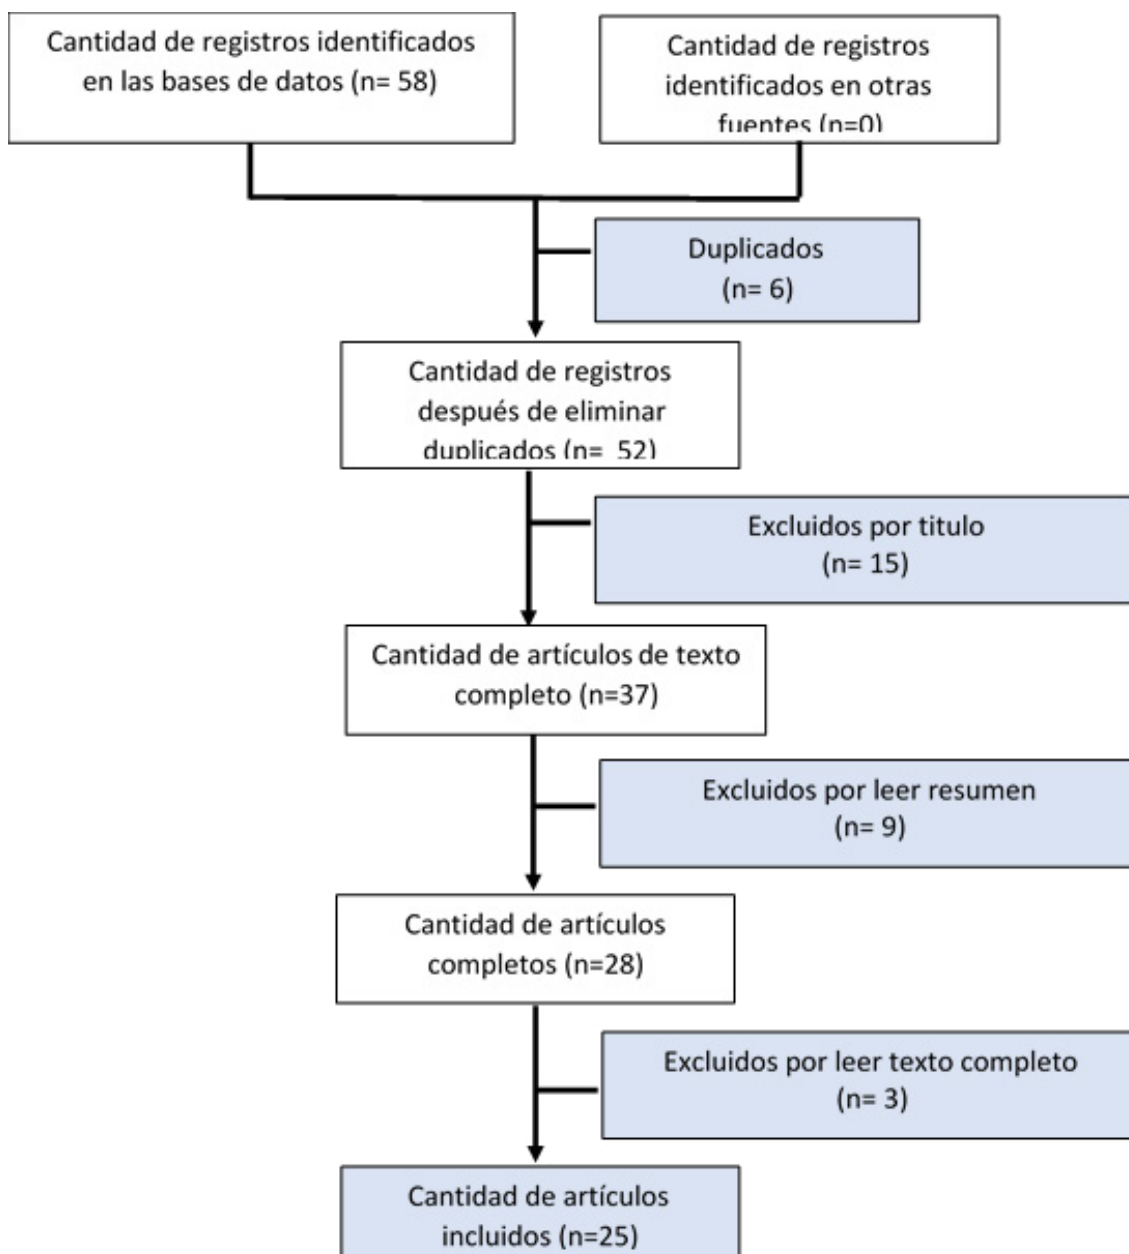 Cantidad de registros identificados
en las bases de datos (n= 58)
Cantidad de registros
identificados en otras
fuentes (n=0)
Duplicados
(n= 6)
Cantidad de registros
después de eliminar
duplicados (n=  52)
Excluidos por titulo
(n= 15)
Cantidad de artículos de texto
completo (n=37)
Excluidos por leer resumen
(n= 9)
Cantidad de artículos
completos (n=28)
Excluidos por leer texto completo
(n= 3)
Cantidad de artículos
incluidos (n=25)